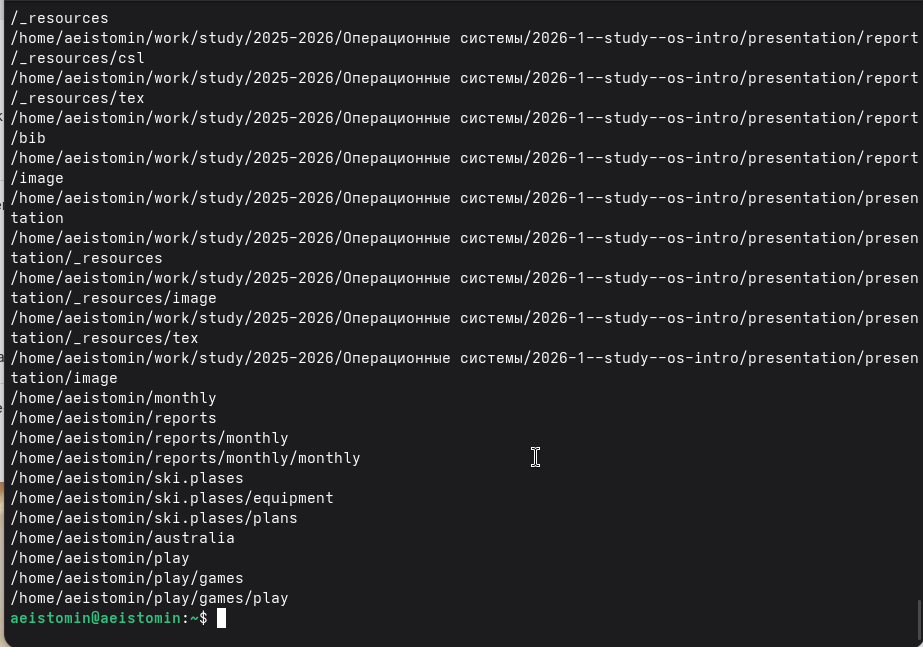 /_resources
/home/aeistomin/work/study/2025-2026/Операционные системы/2026-1--study--os-intro/presentation/report
/_resources/csl
/home/aeistomin/work/study/2025-2026/Операционные системы/2026-1--study--os-intro/presentation/report
/_resources/tex
/home/aeistomin/work/study/2025-2026/Операционные системы/2026-1--study--os-intro/presentation/report
/bib
/home/aeistomin/work/study/2025-2026/Операционные системы/2026-1--study--os-intro/presentation/report
/image
/home/aeistomin/work/study/2025-2026/Операционные системы/2026-1--study--os-intro/presentation/presen
tation
/home/aeistomin/work/study/2025-2026/Операционные системы/2026-1--study--os-intro/presentation/presen
tation/_resources
/home/aeistomin/work/study/2025-2026/Операционные системы/2026-1--study--os-intro/presentation/presen
tation/_resources/image
/home/aeistomin/work/study/2025-2026/Операционные системы/2026-1--study--os-intro/presentation/presen
tation/_resources/tex
/home/aeistomin/work/study/2025-2026/Операционные системы/2026-1--study--os-intro/presentation/presen
tation/image
/home/aeistomin/monthly
/home/aeistomin/reports
/home/aeistomin/reports/monthly
/home/aeistomin/reports/monthly/monthly
/home/aeistomin/ski.plases
/home/aeistomin/ski.plases/equipment
/home/aeistomin/ski.plases/plans
/home/aeistomin/australia
/home/aeistomin/play
/home/aeistomin/play/games
/home/aeistomin/play/games/play
aeistomin@aeistomin:~$